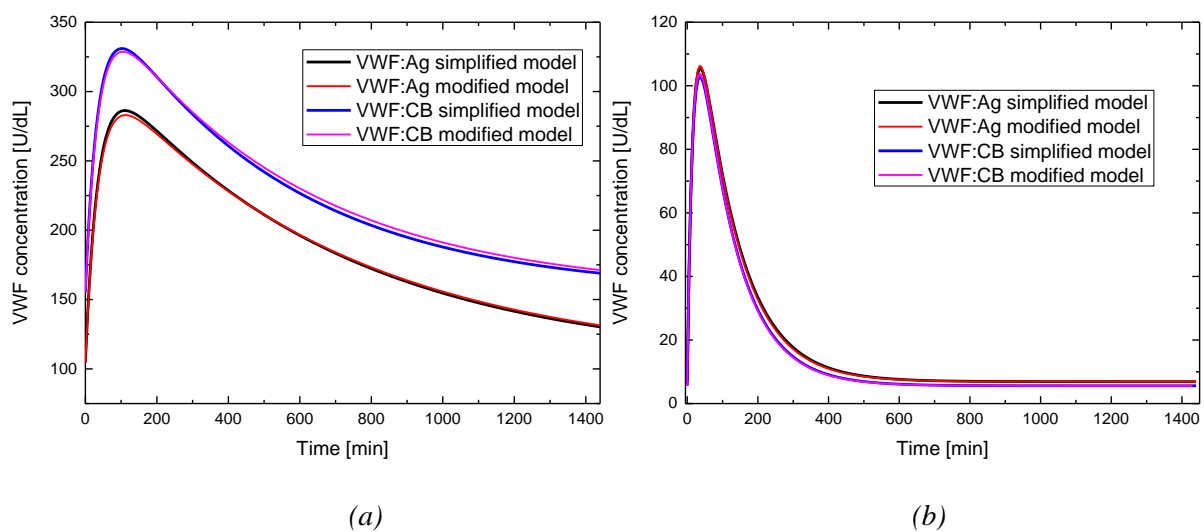 350
300
250
200
150
100
VWF concentration [U/dL]
VWF:Ag simplified model
VWF:Ag modified model
VWF:CB simplified model
VWF:CB modified model
0 200 400 600 800 1000 1200 1400
Time [min]
(a)
120
100
80
60
40
20
0
VWF concentration [U/dL]
VWF:Ag simplified model
VWF:Ag modified model
VWF:CB simplified model
VWF:CB modified model
0 200 400 600 800 1000 1200 1400
Time [min]
(b)